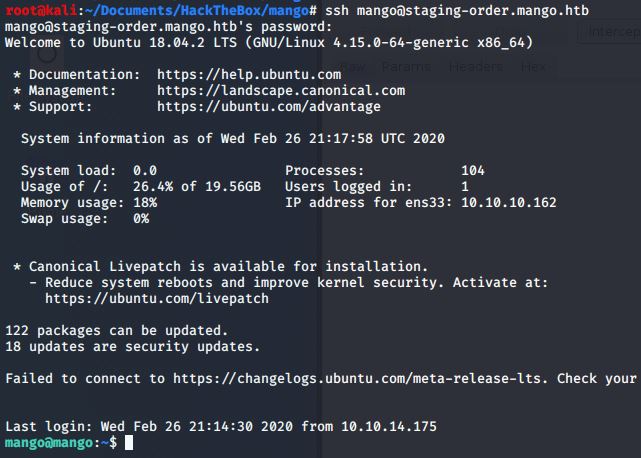 root@kali:~/Documents/HackTheBox/mango# ssh mango@staging-order.mango.htb
mango@staging-order.mango.htb's password:
Welcome to Ubuntu 18.04.2 LTS (GNU/Linux 4.15.0-64-generic x86_64)
Intercep
Raw Params Headers Hex
* Documentation:  https://help.ubuntu.com
* Management:     https://landscape.canonical.com
* Support:        https://ubuntu.com/advantage
System information as of Wed Feb 26 21:17:58 UTC 2020
System load:  0.0               Processes:            104
Usage of /:   26.4% of 19.56GB  Users logged in:      1
Memory usage: 18%               IP address for ens33: 10.10.10.162
Swap usage:   0%
* Canonical Livepatch is available for installation.
- Reduce system reboots and improve kernel security. Activate at:
https://ubuntu.com/livepatch
122 packages can be updated.
18 updates are security updates.
Failed to connect to https://changelogs.ubuntu.com/meta-release-lts. Check your
Last login: Wed Feb 26 21:14:30 2020 from 10.10.14.175
mango@mango:~$